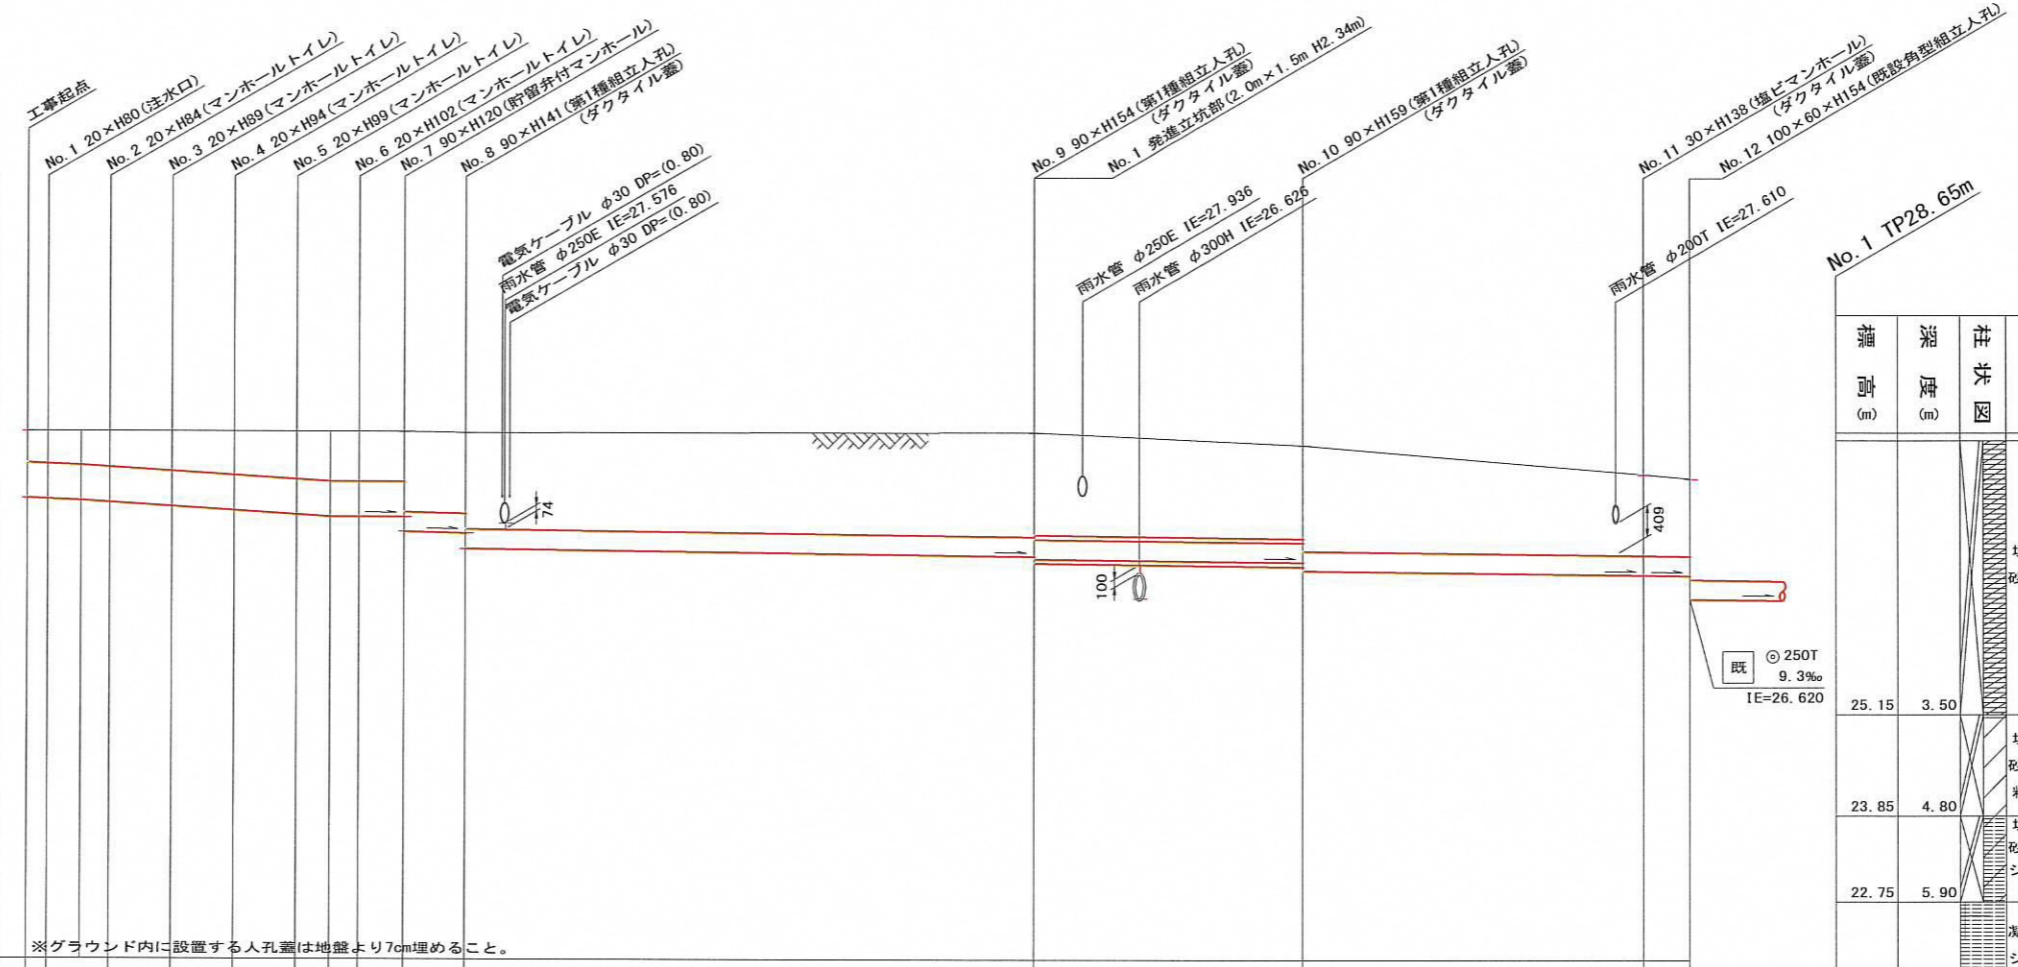 工事起点
No. 1 20×H80(注水口)
No. 2 20×H84(マンホールトイレ)
No. 3 20×H89(マンホールトイレ)
No. 4 20×H94(マンホールトイレ)
No. 5 20×H99(マンホールトイレ)
No. 6 20×H102(マンホールトイレ)
No. 7 90×H120(貯留弁付マンホール)
No. 8 90×H141(第1種組立人孔)
(ダクタイル蓋)
電気ケーブル φ30 DP=(0.80)
雨水管 φ250E IE=27.576
電気ケーブル φ30 DP=(0.80)
No. 9 90×H154(第1種組立人孔)
(ダクタイル蓋)
No. 1 発進立坑部(2.0m×1.5m H2.34m)
雨水管 φ250E IE=27.936
雨水管 φ300H IE=26.626
No. 10 90×H159(第1種組立人孔)
(ダクタイル蓋)
No. 11 30×H138(塩ビマンホール)
(ダクタイル蓋)
No. 12 100×60×H154(既設角型組立人孔)
雨水管 φ200T IE=27.610
No. 1 TP28.65m
標高(m)
深度(m)
柱状図
74
100
409
既
◎250T
9.3‰
IE=26.620
25.15 3.50
23.85 4.80
22.75 5.90
※グラウンド内に設置する人孔蓋は地盤より7cm埋めること。